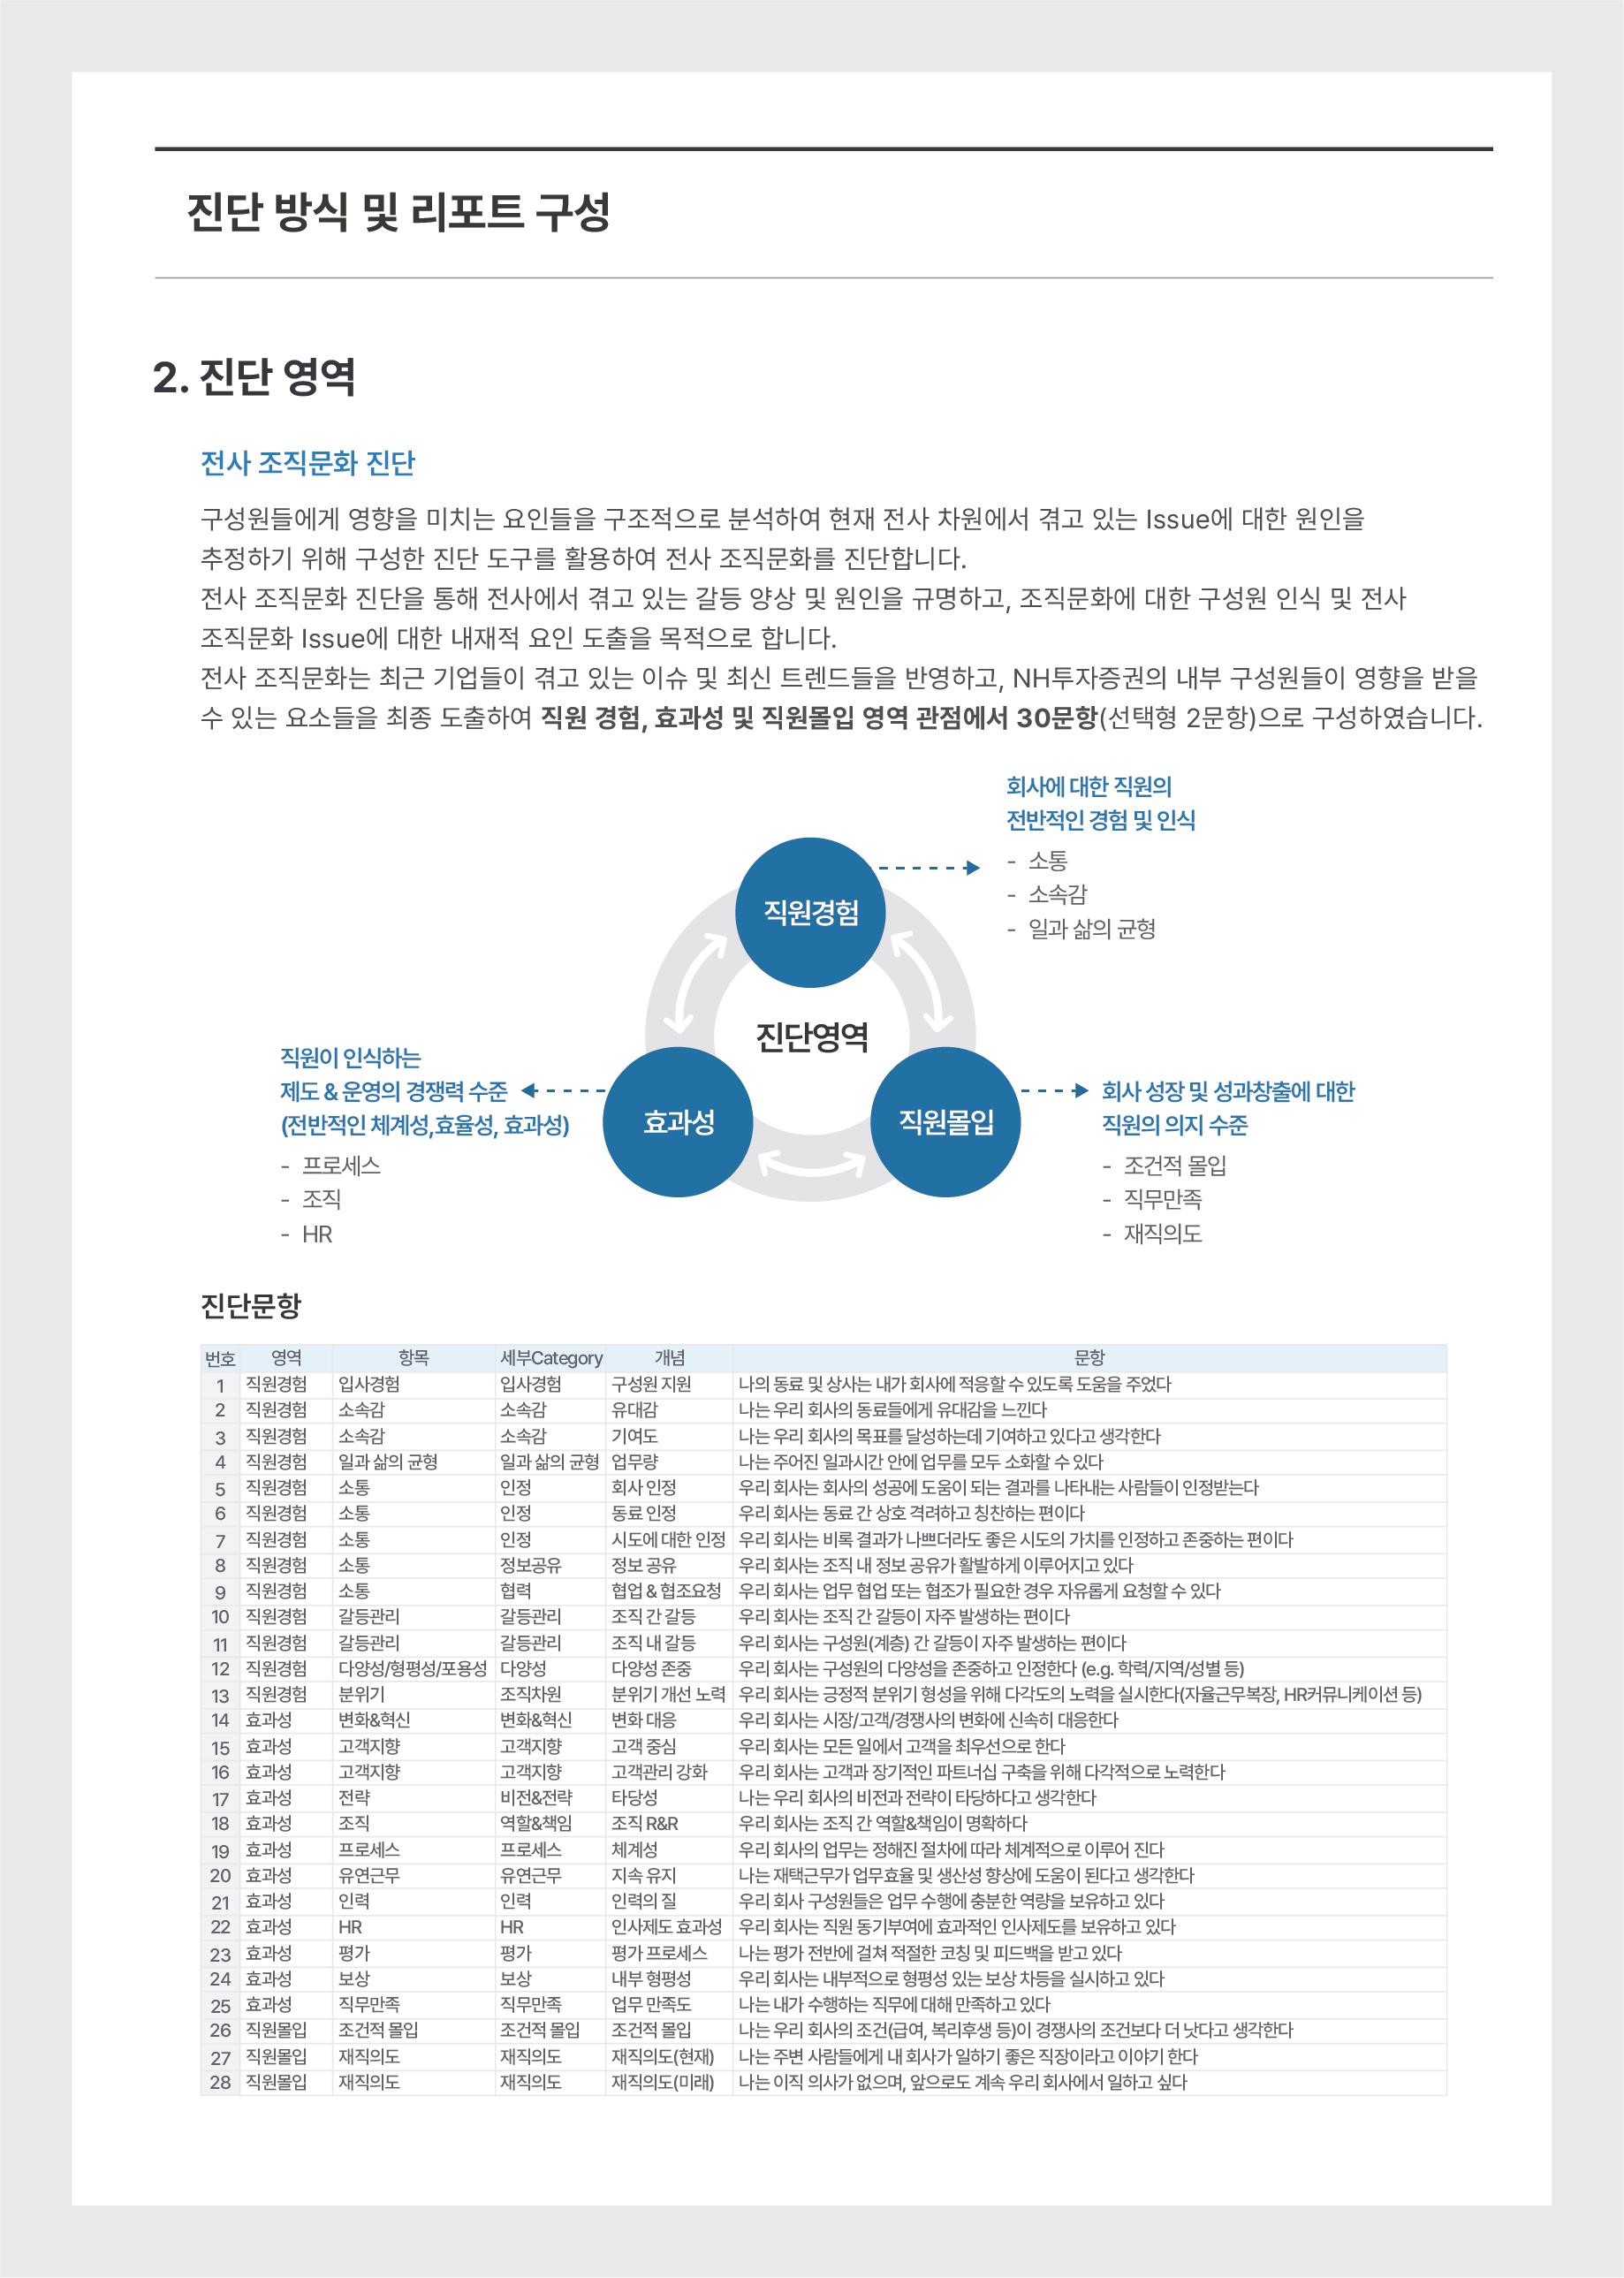 진단 방식 및 리포트 구성
2. 진단 영역
전사 조직문화 진단
구성원들에게 영향을 미치는 요인들을 구조적으로 분석하여 현재 전사 차원에서 겪고 있는 Issue에 대한 원인을
추정하기 위해 구성한 진단 도구를 활용하여 전사 조직문화를 진단합니다.
전사 조직문화 진단을 통해 전사에서 겪고 있는 갈등 양상 및 원인을 규명하고, 조직문화에 대한 구성원 인식 및 전사
조직문화 Issue에 대한 내재적 요인 도출을 목적으로 합니다.
전사 조직문화는 최근 기업들이 겪고 있는 이슈 및 최신 트렌드들을 반영하고, NH투자증권의 내부 구성원들이 영향을 받을
수 있는 요소들을 최종 도출하여 직원 경험, 효과성 및 직원몰입 영역 관점에서 30문항(선택형 2문항)으로 구성하였습니다.
회사에 대한 직원의
전반적인 경험 및 인식
- 소통
- 소속감
- 일과 삶의 균형
직원경험
진단영역
직원이 인식하는
제도 & 운영의 경쟁력 수준
(전반적인 체계성,효율성, 효과성)
- 프로세스
- 조직
- HR
효과성
직원몰입
회사 성장 및 성과창출에 대한
직원의 의지 수준
- 조건적 몰입
- 직무만족
- 재직의도
진단문항
번호 영역 항목 세부Category 개념 문항
1 직원경험 입사경험 입사경험 구성원 지원 나의 동료 및 상사는 내가 회사에 적응할 수 있도록 도움을 주었다
2 직원경험 소속감 소속감 유대감 나는 우리 회사의 동료들에게 유대감을 느낀다
3 직원경험 소속감 소속감 기여도 나는 우리 회사의 목표를 달성하는데 기여하고 있다고 생각한다
4 직원경험 일과 삶의 균형 일과 삶의 균형 업무량 나는 주어진 일과시간 안에 업무를 모두 소화할 수 있다
5 직원경험 소통 인정 회사 인정 우리 회사는 회사의 성공에 도움이 되는 결과를 나타내는 사람들이 인정받는다
6 직원경험 소통 인정 동료 인정 우리 회사는 동료 간 상호 격려하고 칭찬하는 편이다
7 직원경험 소통 인정 시도에 대한 인정 우리 회사는 비록 결과가 나쁘더라도 좋은 시도의 가치를 인정하고 존중하는 편이다
8 직원경험 소통 정보공유 정보 공유 우리 회사는 조직 내 정보 공유가 활발하게 이루어지고 있다
9 직원경험 소통 협력 협업 & 협조요청 우리 회사는 업무 협업 또는 협조가 필요한 경우 자유롭게 요청할 수 있다
10 직원경험 갈등관리 갈등관리 조직 간 갈등 우리 회사는 조직 간 갈등이 자주 발생하는 편이다
11 직원경험 갈등관리 갈등관리 조직 내 갈등 우리 회사는 구성원(계층) 간 갈등이 자주 발생하는 편이다
12 직원경험 다양성/형평성/포용성 다양성 다양성 존중 우리 회사는 구성원의 다양성을 존중하고 인정한다 (e.g. 학력/지역/성별 등)
13 직원경험 분위기 조직차원 분위기 개선 노력 우리 회사는 긍정적 분위기 형성을 위해 다각도의 노력을 실시한다(자율근무복장, HR커뮤니케이션 등)
14 효과성 변화&혁신 변화&혁신 변화 대응 우리 회사는 시장/고객/경쟁사의 변화에 신속히 대응한다
15 효과성 고객지향 고객지향 고객 중심 우리 회사는 모든 일에서 고객을 최우선으로 한다
16 효과성 고객지향 고객지향 고객관리 강화 우리 회사는 고객과 장기적인 파트너십 구축을 위해 다각적으로 노력한다
17 효과성 전략 비전&전략 타당성 나는 우리 회사의 비전과 전략이 타당하다고 생각한다
18 효과성 조직 역할&책임 조직 R&R 우리 회사는 조직 간 역할&책임이 명확하다
19 효과성 프로세스 프로세스 체계성 우리 회사의 업무는 정해진 절차에 따라 체계적으로 이루어 진다
20 효과성 유연근무 유연근무 지속 유지 나는 재택근무가 업무효율 및 생산성 향상에 도움이 된다고 생각한다
21 효과성 인력 인력 인력의 질 우리 회사 구성원들은 업무 수행에 충분한 역량을 보유하고 있다
22 효과성 HR HR 인사제도 효과성 우리 회사는 직원 동기부여에 효과적인 인사제도를 보유하고 있다
23 효과성 평가 평가 평가 프로세스 나는 평가 전반에 걸쳐 적절한 코칭 및 피드백을 받고 있다
24 효과성 보상 보상 내부 형평성 우리 회사는 내부적으로 형평성 있는 보상 차등을 실시하고 있다
25 효과성 직무만족 직무만족 업무 만족도 나는 내가 수행하는 직무에 대해 만족하고 있다
26 직원몰입 조건적 몰입 조건적 몰입 조건적 몰입 나는 우리 회사의 조건(급여, 복리후생 등)이 경쟁사의 조건보다 더 낫다고 생각한다
27 직원몰입 재직의도 재직의도 재직의도(현재) 나는 주변 사람들에게 내 회사가 일하기 좋은 직장이라고 이야기 한다
28 직원몰입 재직의도 재직의도 재직의도(미래) 나는 이직 의사가 없으며, 앞으로도 계속 우리 회사에서 일하고 싶다